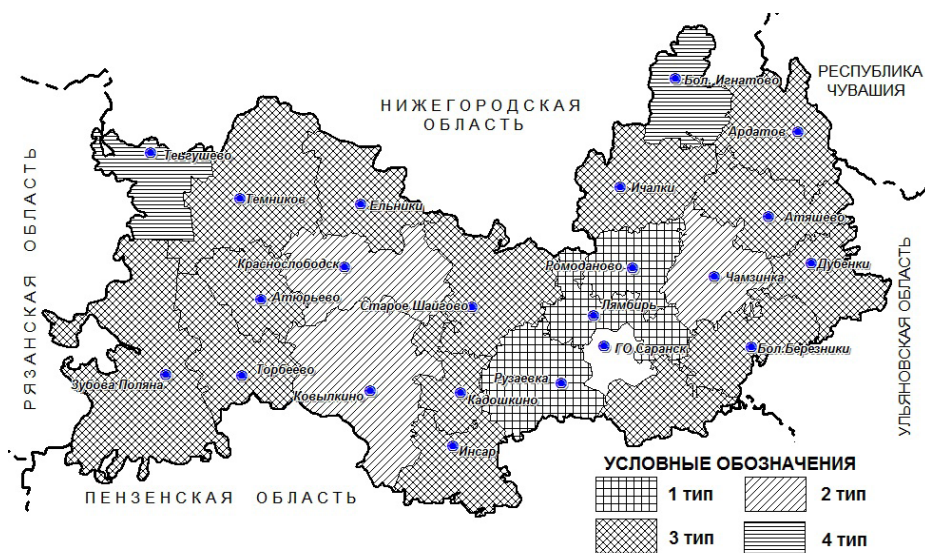 РЕСПУБЛИКА
ЧУВАШИЯ
НИЖЕГОРОДСКАЯ
ОБЛАСТЬ
РЯЗАНСКАЯ ОБЛАСТЬ
УЛЬЯНОВСКАЯ ОБЛАСТЬ
ПЕНЗЕНСКАЯ ОБЛАСТЬ
Бол. Игнатово
Ардатов
Тенгушево
Темников
Ельники
Ичалки
Атяшево
Краснослободск
Ромоданово
Чамзинка
Дубенки
Атюрьево
Старое Шайгово
Лямбирь
ГО Саранск
Бол.Березники
Зубова Поляна
Торбеево
Ковылкино
Кадошкино
Рузаевка
Инсар
УСЛОВНЫЕ ОБОЗНАЧЕНИЯ
1 тип
2 тип
3 тип
4 тип